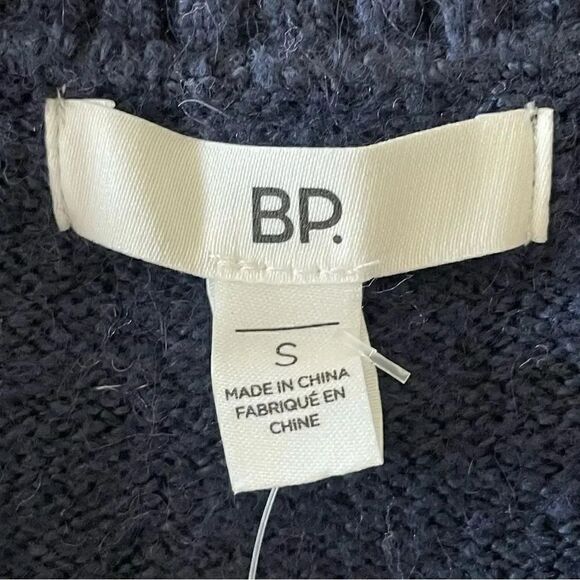 BP.
S
MADE IN CHINA
FABRIQUÉ EN
CHINE